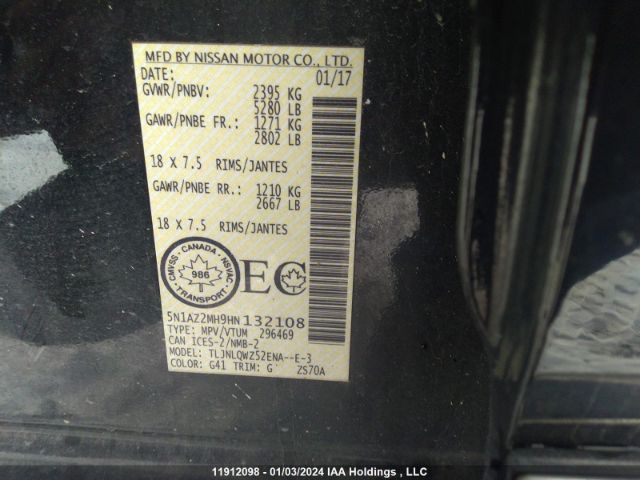 MFD BY NISSAN MOTOR CO., LTD.
DATE: 01/17
GVWR/PNBV: 2395 KG
5280 LB
GAWR/PNBE FR.: 1271 KG
2802 LB
18 X 7.5 RIMS/JANTES
GAWR/PNBE RR.: 1210 KG
2667 LB
18 X 7.5 RIMS/JANTES
CMVSS - CANADA - NSVAC
986
TRANSPORT
EC
5N1AZ2MH9HN132108
TYPE: MPV/VTUM 296469
CAN ICES-2/NMB-2
MODEL: TLJNLQWZ52ENA--E-3
COLOR: G41 TRIM: G ZS70A
11912098 - 01/03/2024 IAA Holdings , LLC